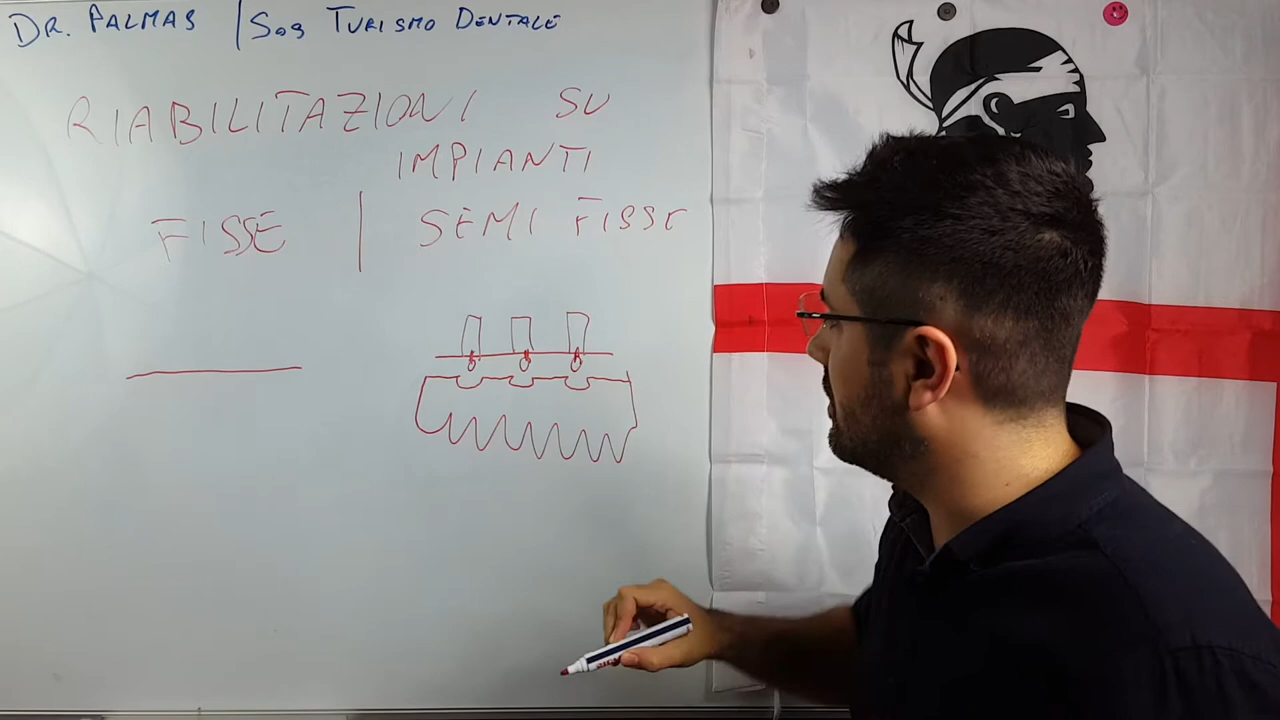 DR. PALMAS | SOS TURISMO DENTALE
RIABILITAZIONI SU
IMPIANTI
FISSE | SEMI FISSE